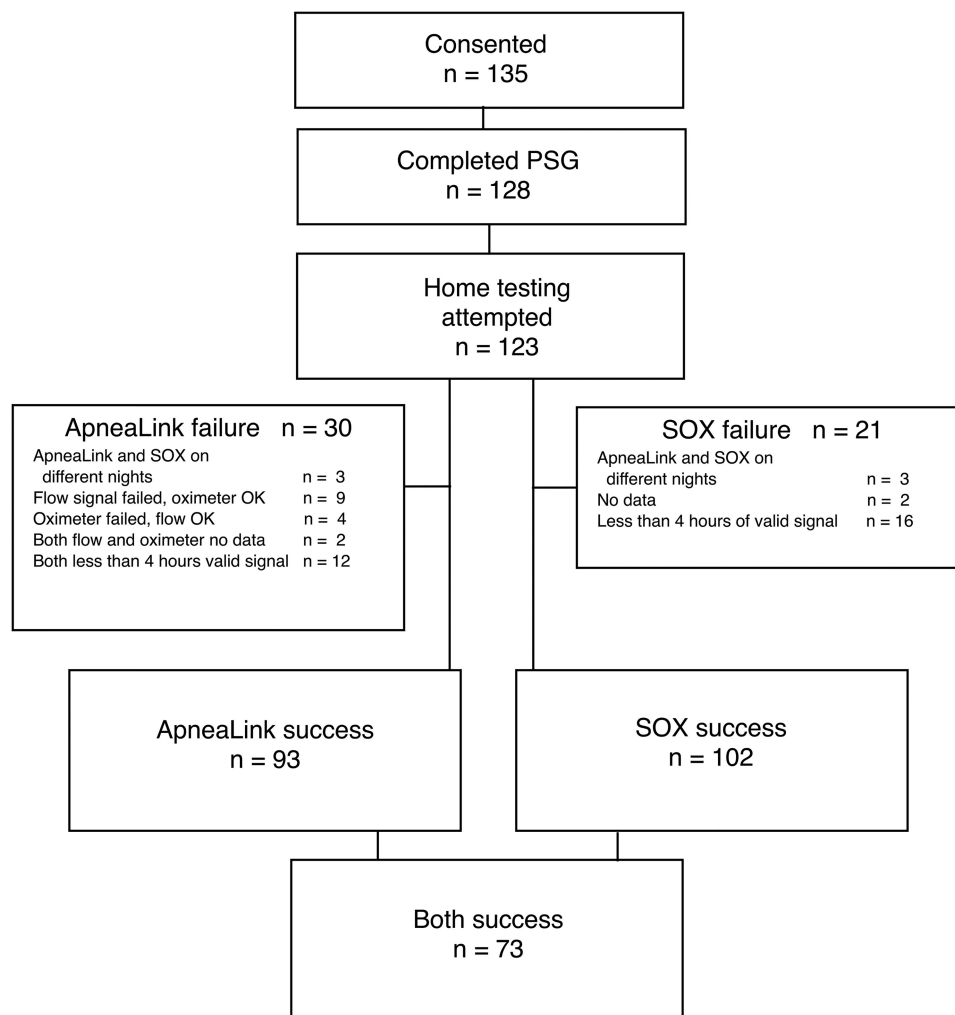 Consented
n = 135
Completed PSG
n = 128
Home testing
attempted
n = 123
ApneaLink failure n = 30
ApneaLink and SOX on
different nights n = 3
Flow signal failed, oximeter OK n = 9
Oximeter failed, flow OK n = 4
Both flow and oximeter no data n = 2
Both less than 4 hours valid signal n = 12
SOX failure n = 21
ApneaLink and SOX on
different nights n = 3
No data n = 2
Less than 4 hours of valid signal n = 16
ApneaLink success
n = 93
SOX success
n = 102
Both success
n = 73